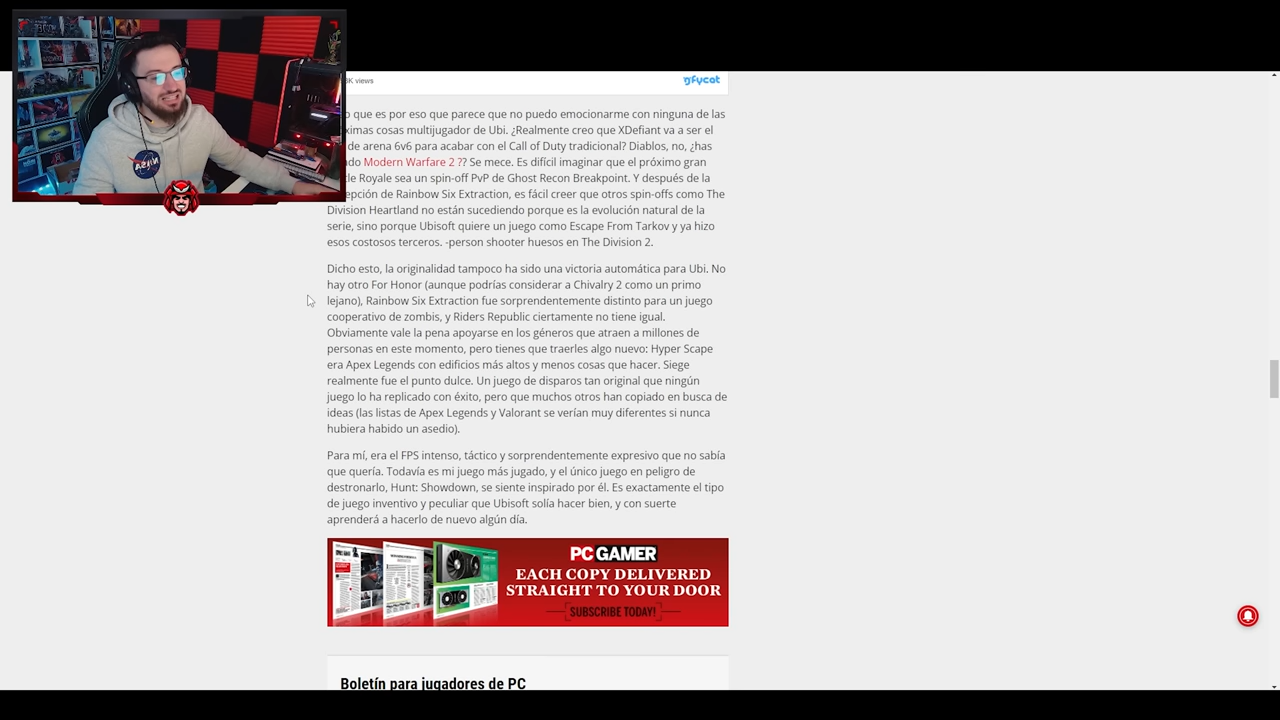 K views
gfycat
que es por eso que parece que no puedo emocionarme con ninguna de las
ximas cosas multijugador de Ubi. ¿Realmente creo que XDefiant va a ser el
de arena 6v6 para acabar con el Call of Duty tradicional? Diablos, no, ¿has
do Modern Warfare 2 ?? Se mece. Es difícil imaginar que el próximo gran
le Royale sea un spin-off PvP de Ghost Recon Breakpoint. Y después de la
epción de Rainbow Six Extraction, es fácil creer que otros spin-offs como The
Division Heartland no están sucediendo porque es la evolución natural de la
serie, sino porque Ubisoft quiere un juego como Escape From Tarkov y ya hizo
esos costosos terceros. -person shooter huesos en The Division 2.
Dicho esto, la originalidad tampoco ha sido una victoria automática para Ubi. No
hay otro For Honor (aunque podrías considerar a Chivalry 2 como un primo
lejano), Rainbow Six Extraction fue sorprendentemente distinto para un juego
cooperativo de zombis, y Riders Republic ciertamente no tiene igual.
Obviamente vale la pena apoyarse en los géneros que atraen a millones de
personas en este momento, pero tienes que traerles algo nuevo: Hyper Scape
era Apex Legends con edificios más altos y menos cosas que hacer. Siege
realmente fue el punto dulce. Un juego de disparos tan original que ningún
juego lo ha replicado con éxito, pero que muchos otros han copiado en busca de
ideas (las listas de Apex Legends y Valorant se verían muy diferentes si nunca
hubiera habido un asedio).
Para mí, era el FPS intenso, táctico y sorprendentemente expresivo que no sabía
que quería. Todavía es mi juego más jugado, y el único juego en peligro de
destronarlo, Hunt: Showdown, se siente inspirado por él. Es exactamente el tipo
de juego inventivo y peculiar que Ubisoft solía hacer bien, y con suerte
aprenderá a hacerlo de nuevo algún día.
PC GAMER
EACH COPY DELIVERED
STRAIGHT TO YOUR DOOR
SUBSCRIBE TODAY!
Boletín para jugadores de PC